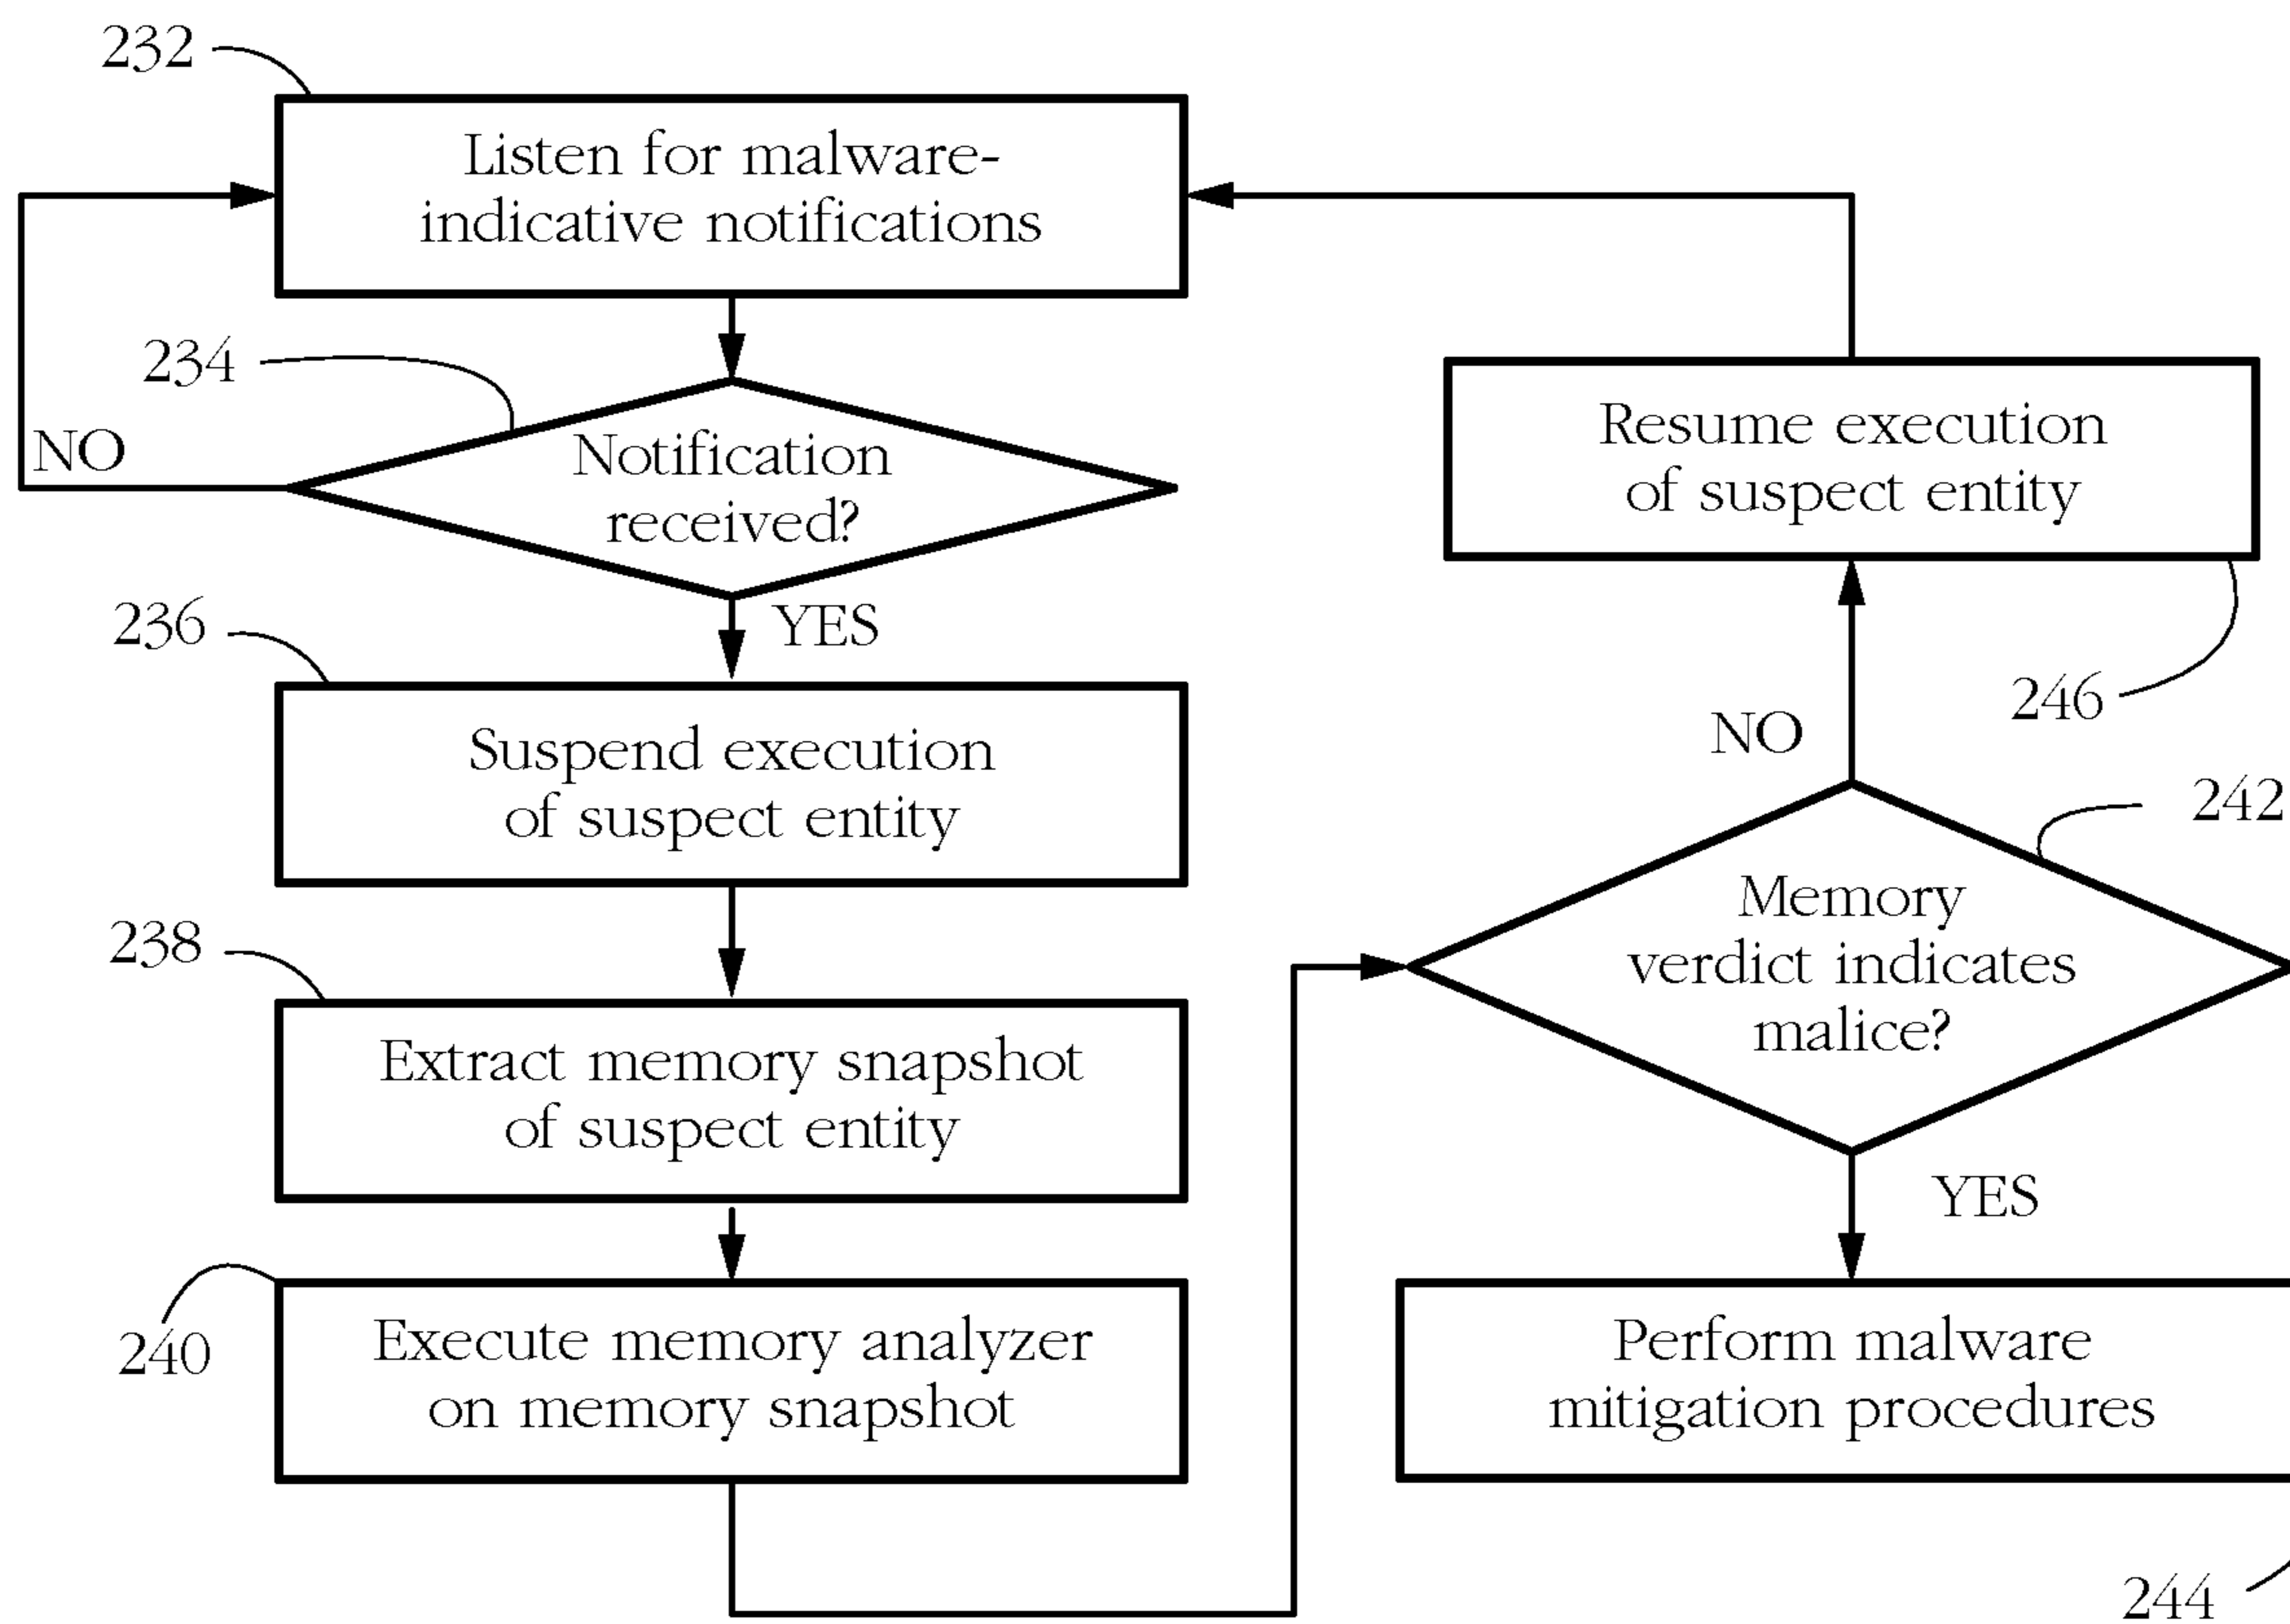 232
Listen for malware-
indicative notifications
234
NO
Notification
received?
YES
236
Suspend execution
of suspect entity
238
Extract memory snapshot
of suspect entity
240
Execute memory analyzer
on memory snapshot
Resume execution
of suspect entity
246
NO
242
Memory
verdict indicates
malice?
YES
Perform malware
mitigation procedures
244